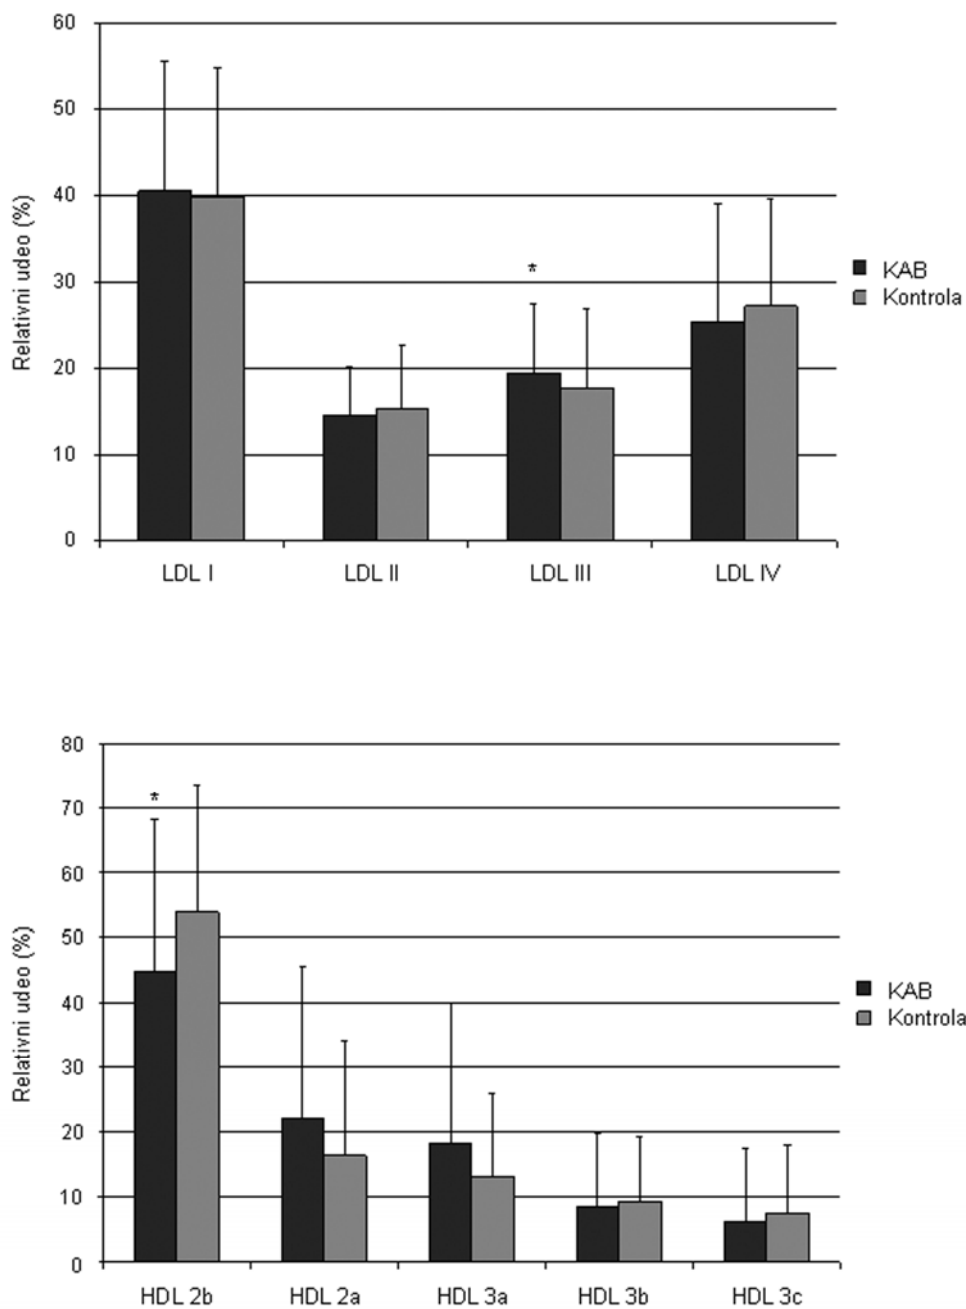 60
50
40
30
20
10
0
Relativni udeo (%)
*
LDL I LDL II LDL III LDL IV
KAB
Kontrola
80
70
60
50
40
30
20
10
0
Relativni udeo (%)
*
HDL 2b HDL 2a HDL 3a HDL 3b HDL 3c
KAB
Kontrola